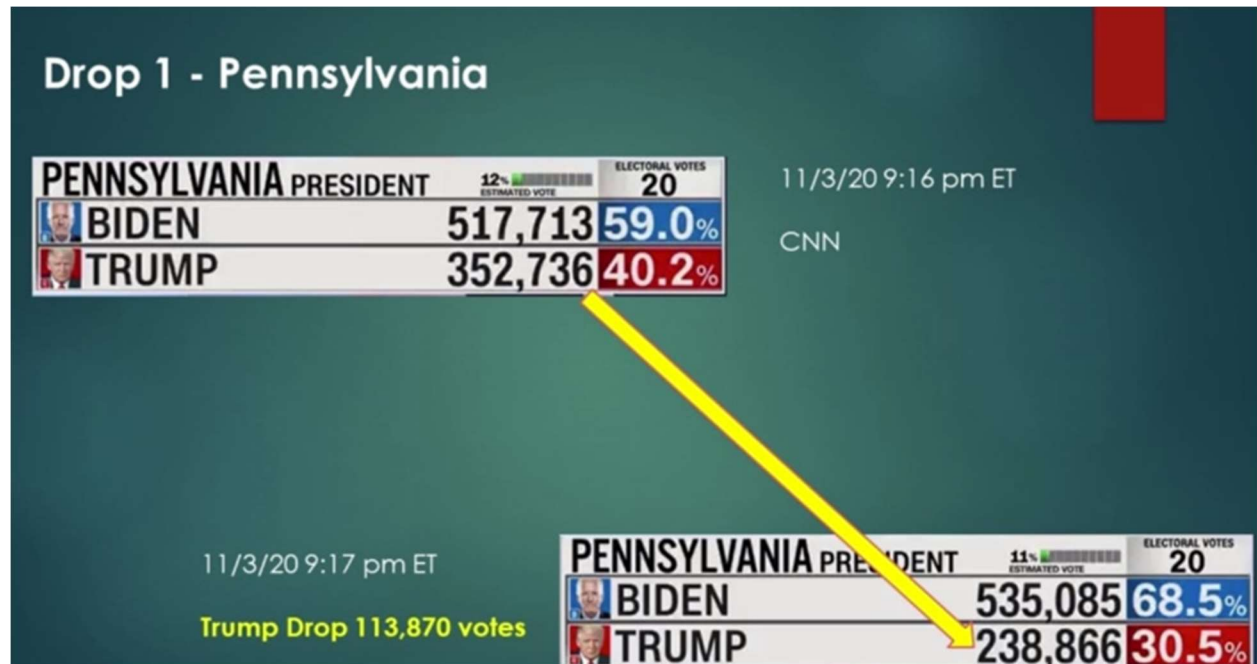 Drop 1 - Pennsylvania
PENNSYLVANIA PRESIDENT 12% ESTIMATED VOTE ELECTORAL VOTES 20
BIDEN 517,713 59.0%
TRUMP 352,736 40.2%
11/3/20 9:16 pm ET
CNN
11/3/20 9:17 pm ET
Trump Drop 113,870 votes
PENNSYLVANIA PRESIDENT 11% ESTIMATED VOTE ELECTORAL VOTES 20
BIDEN 535,085 68.5%
TRUMP 238,866 30.5%